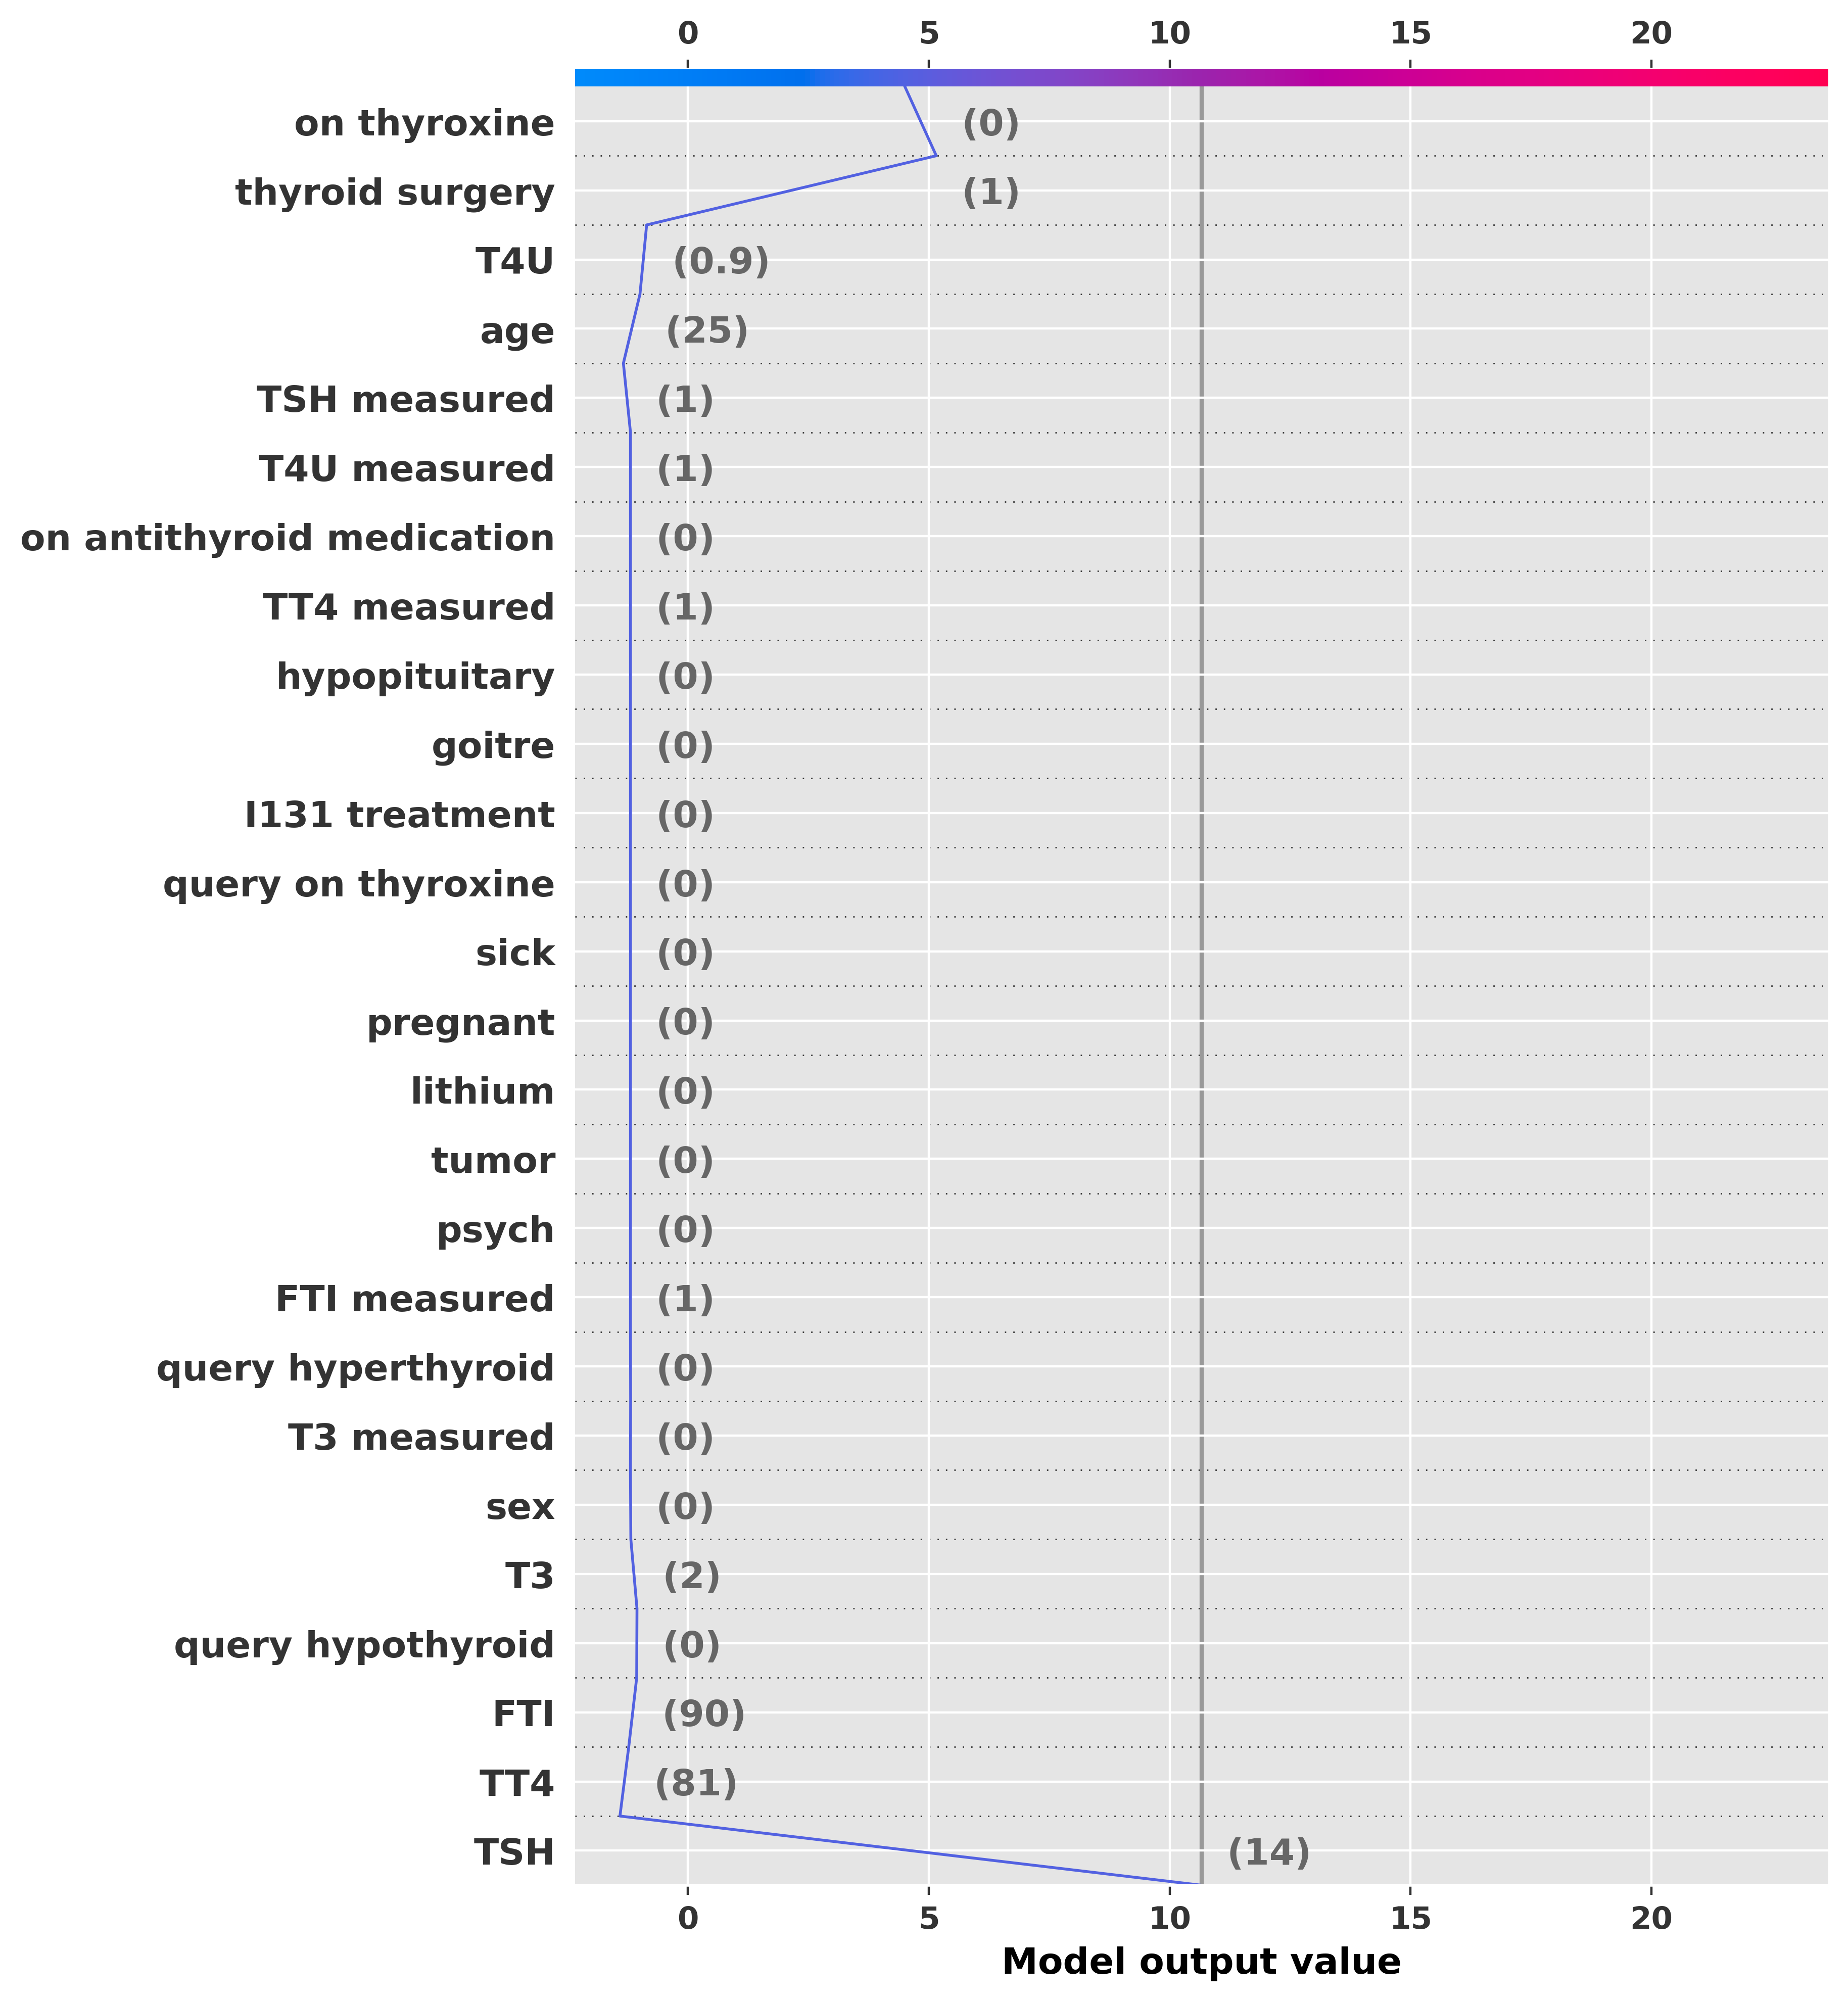 0 5 10 15 20
on thyroxine (0)
thyroid surgery (1)
T4U (0.9)
age (25)
TSH measured (1)
T4U measured (1)
on antithyroid medication (0)
TT4 measured (1)
hypopituitary (0)
goitre (0)
I131 treatment (0)
query on thyroxine (0)
sick (0)
pregnant (0)
lithium (0)
tumor (0)
psych (0)
FTI measured (1)
query hyperthyroid (0)
T3 measured (0)
sex (0)
T3 (2)
query hypothyroid (0)
FTI (90)
TT4 (81)
TSH (14)
0 5 10 15 20
Model output value